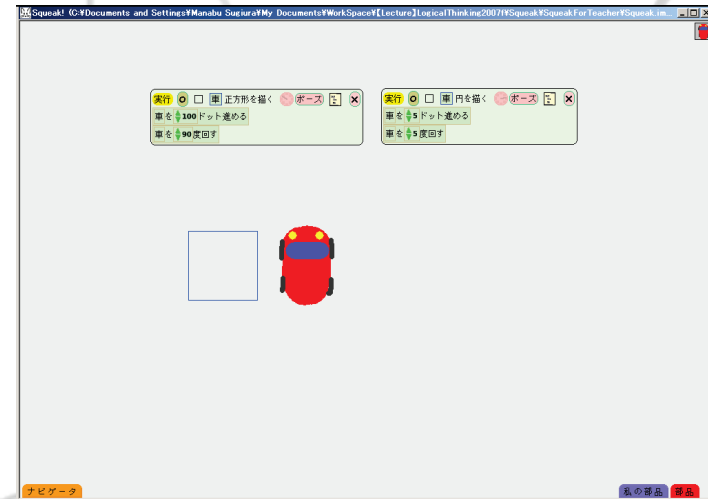 Squeak! (C:¥Documents and Settings¥Manabu Sugiura¥My Documents¥WorkSpace¥【Lecture】LogicalThinking2007f¥Squeak¥SqueakForTeacher¥Squeak.im...
実行 車 正方形を描く ポーズ
車を 100 ドット進める
車を 90 度回す
実行 車 円を描く ポーズ
車を 5 ドット進める
車を 5 度回す
ナビゲータ 私の部品 部品